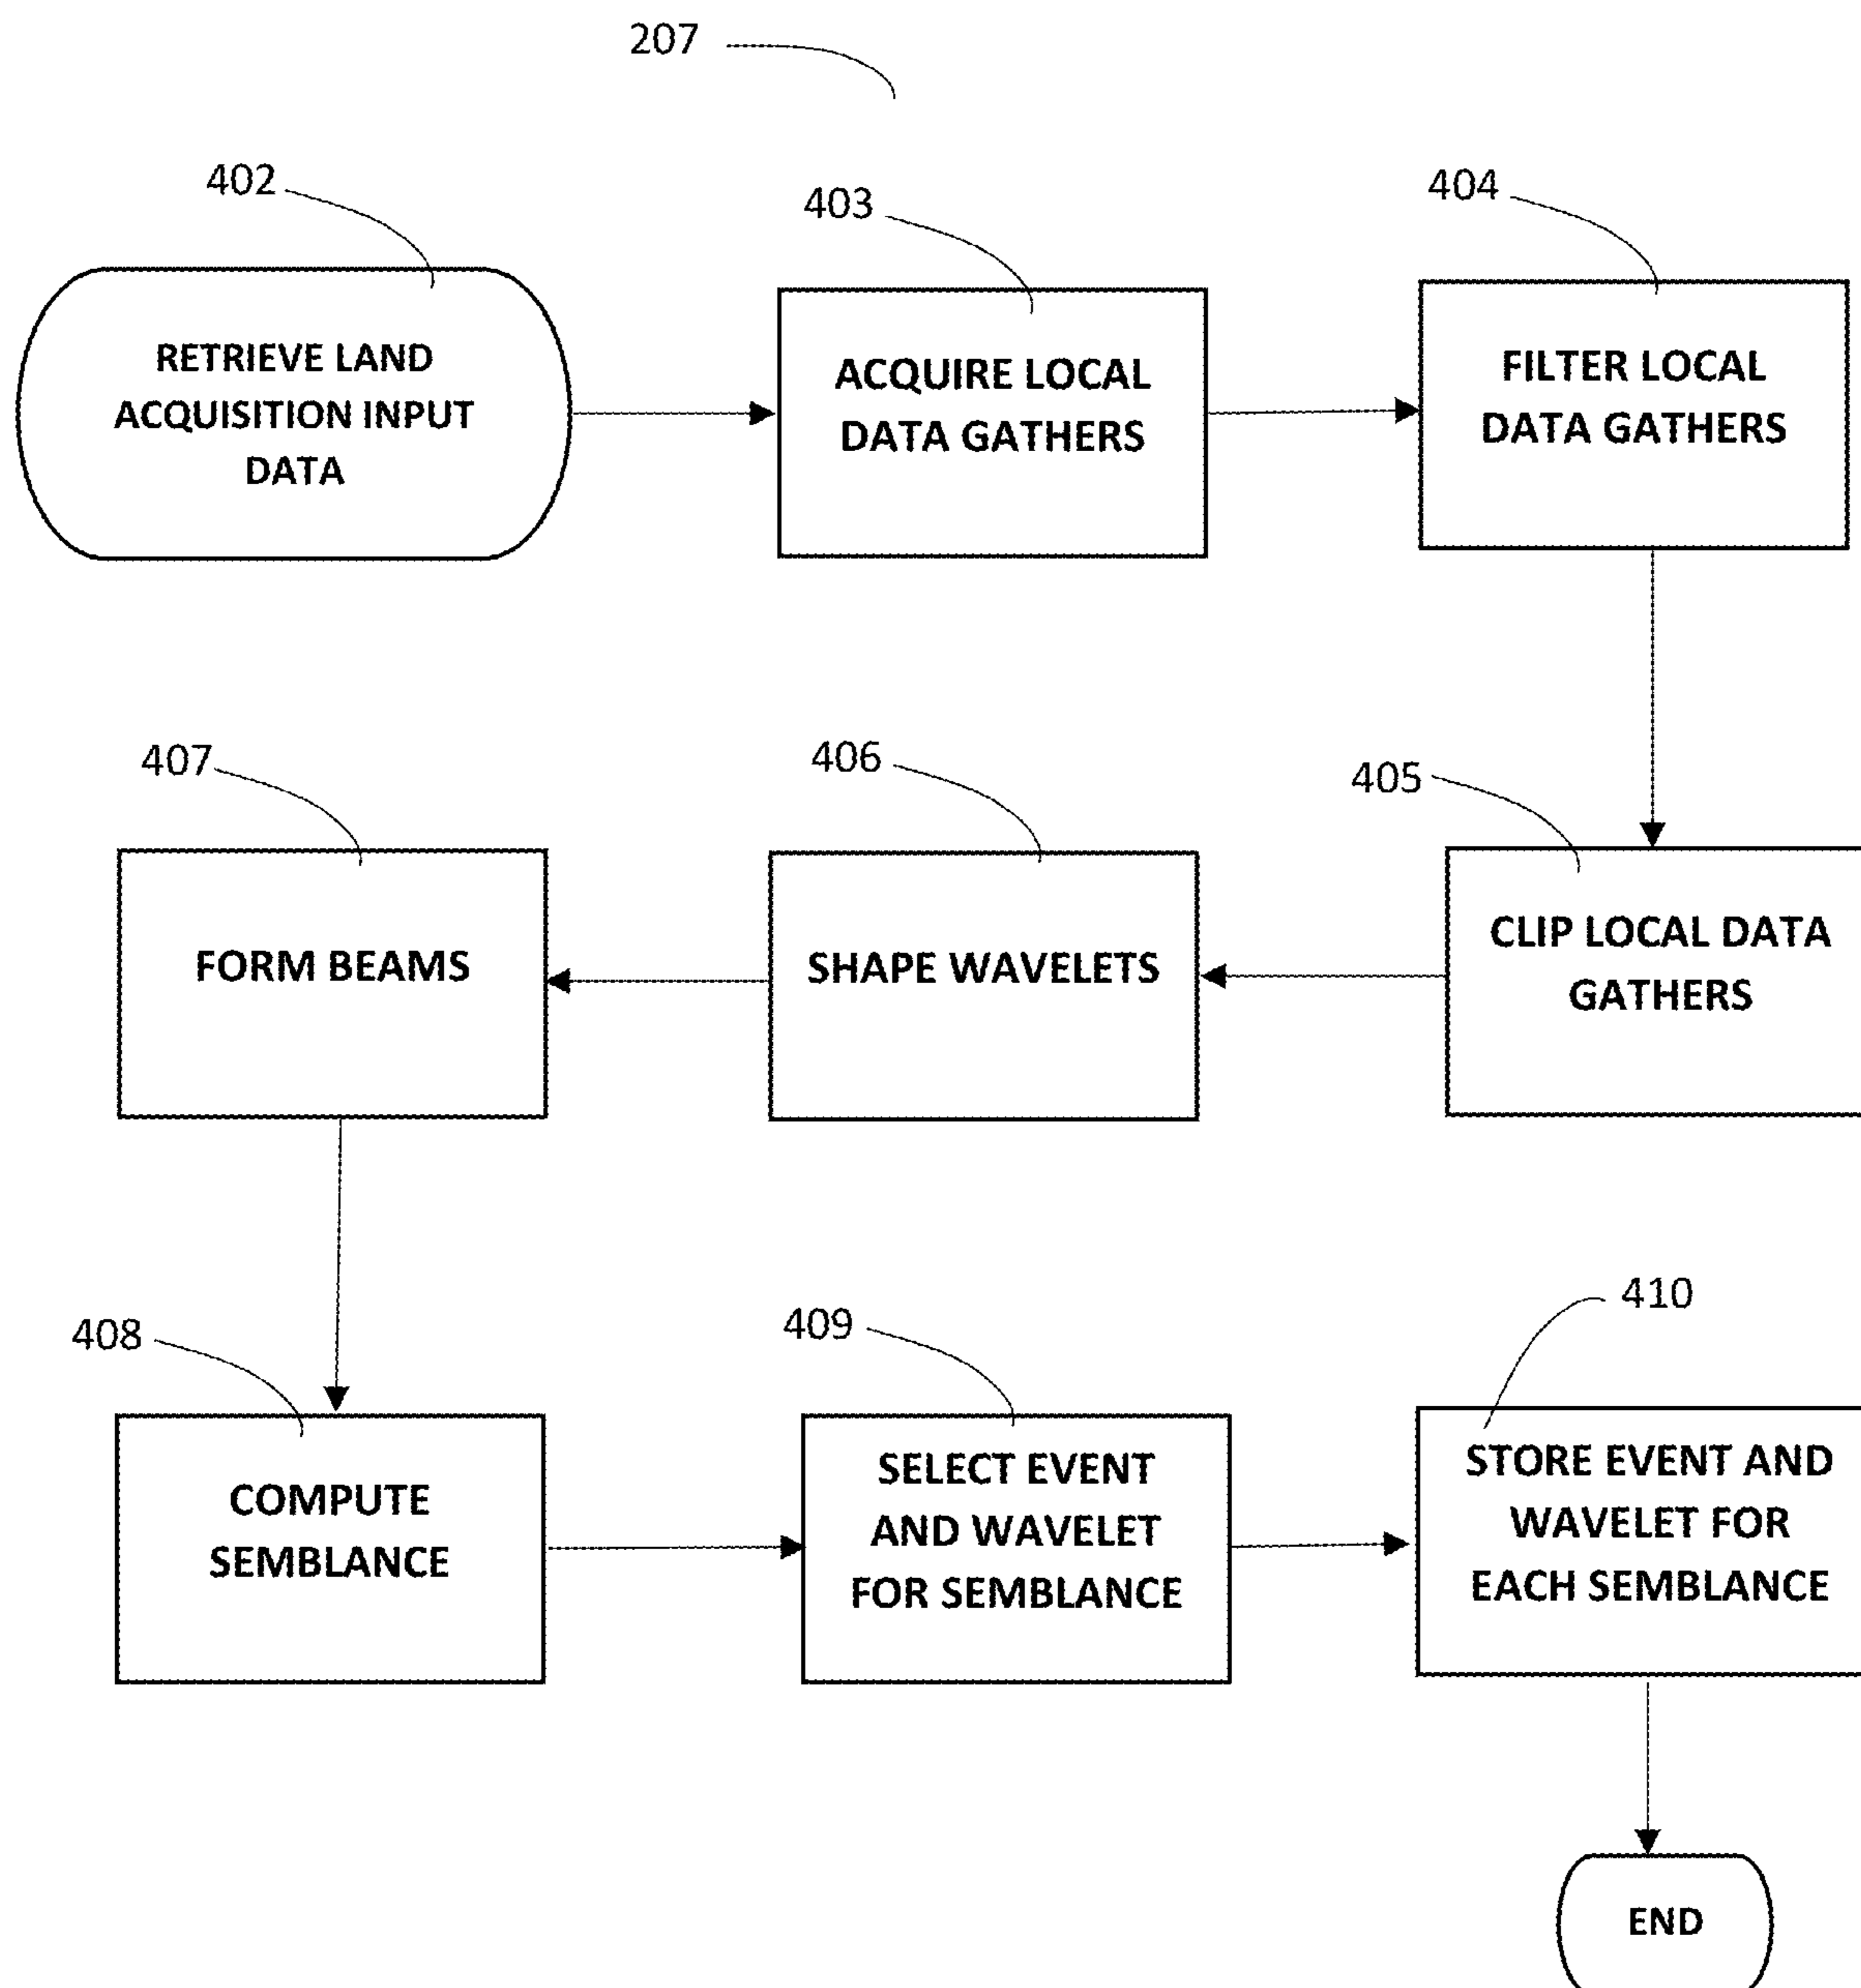 207
402
RETRIEVE LAND
ACQUISITION INPUT
DATA
403
ACQUIRE LOCAL
DATA GATHERS
404
FILTER LOCAL
DATA GATHERS
405
CLIP LOCAL DATA
GATHERS
406
SHAPE WAVELETS
407
FORM BEAMS
408
COMPUTE
SEMBLANCE
409
SELECT EVENT
AND WAVELET
FOR SEMBLANCE
410
STORE EVENT AND
WAVELET FOR
EACH SEMBLANCE
END